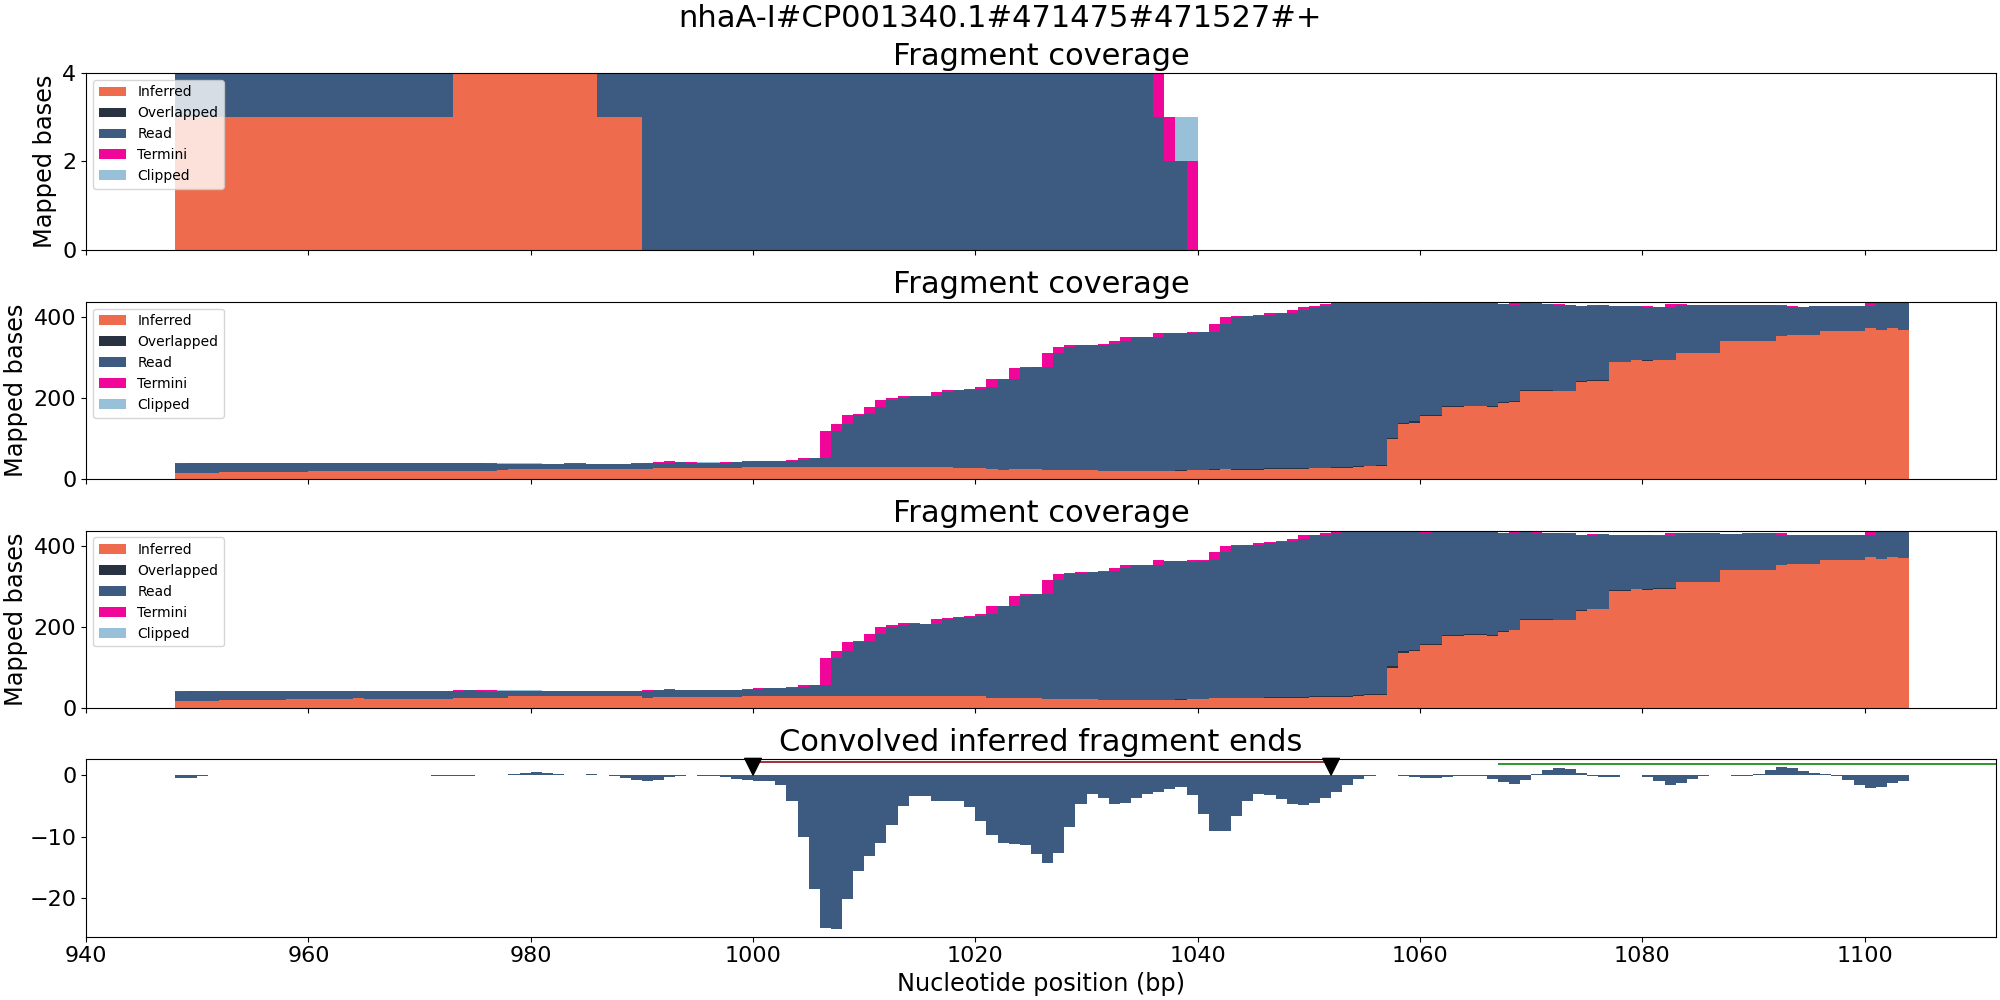 nhaA-I#CP001340.1#471475#471527#+
Fragment coverage
Mapped bases
4
2
0
Inferred
Overlapped
Read
Termini
Clipped
Fragment coverage
Mapped bases
400
200
0
Inferred
Overlapped
Read
Termini
Clipped
Fragment coverage
Mapped bases
400
200
0
Inferred
Overlapped
Read
Termini
Clipped
Convolved inferred fragment ends
0
−10
−20
940 960 980 1000 1020 1040 1060 1080 1100
Nucleotide position (bp)